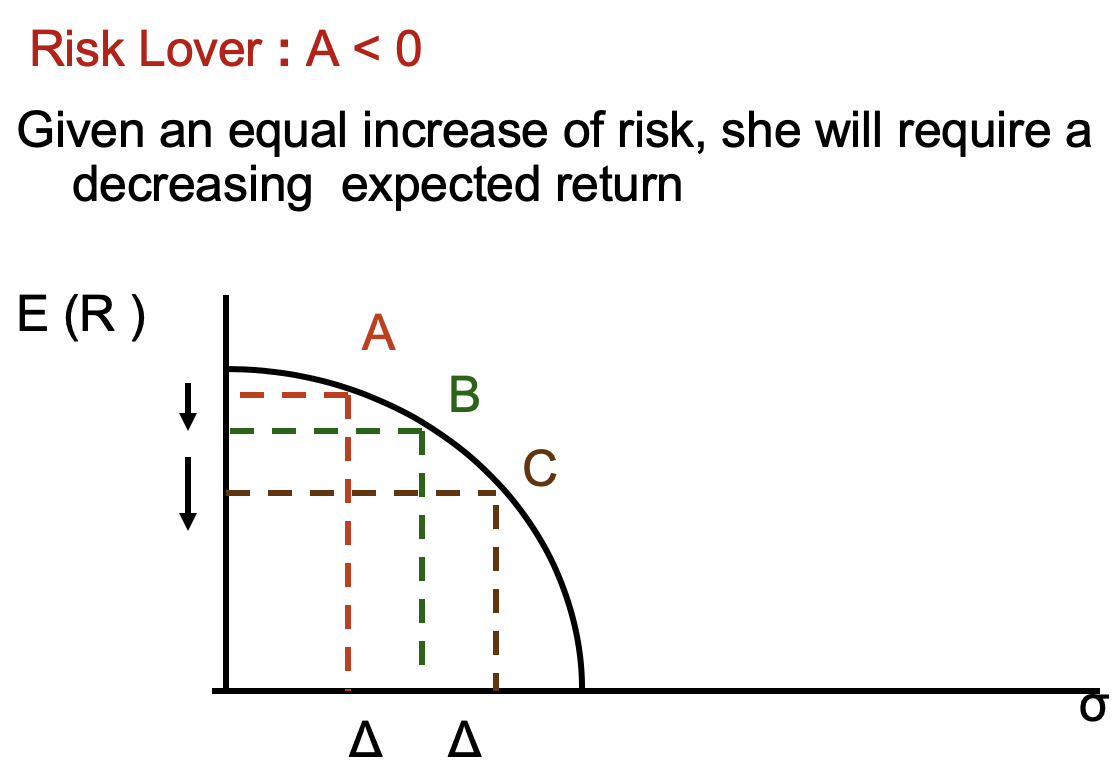 Risk Lover : A < 0
Given an equal increase of risk, she will require a
decreasing expected return
E (R )
A
B
C
σ
Δ Δ